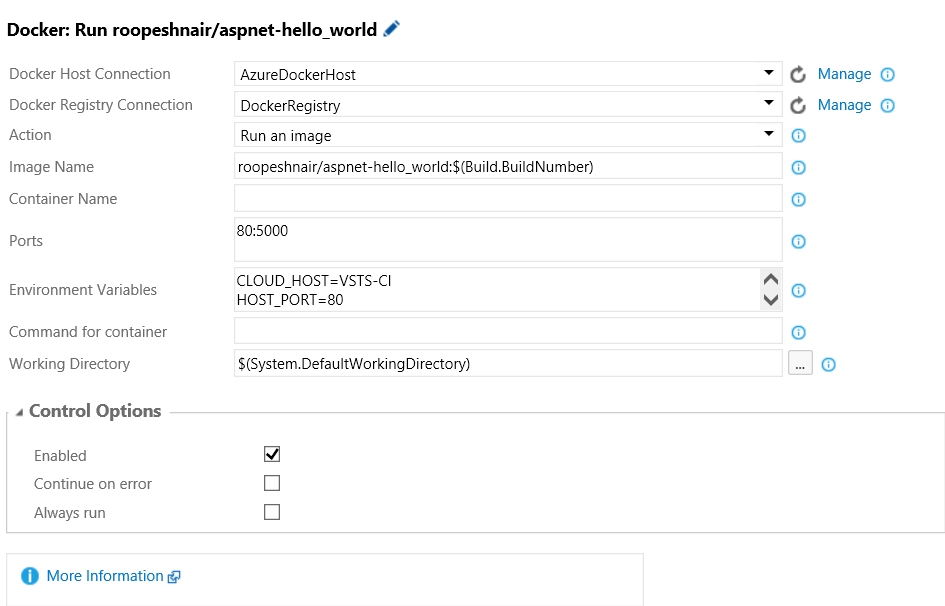 Docker: Run roopeshnair/aspnet-hello_world
Docker Host Connection AzureDockerHost Manage
Docker Registry Connection DockerRegistry Manage
Action Run an image
Image Name roopeshnair/aspnet-hello_world:$(Build.BuildNumber)
Container Name
Ports 80:5000
Environment Variables CLOUD_HOST=VSTS-CI
HOST_PORT=80
Command for container
Working Directory $(System.DefaultWorkingDirectory) ...
Control Options
Enabled
Continue on error
Always run
More Information